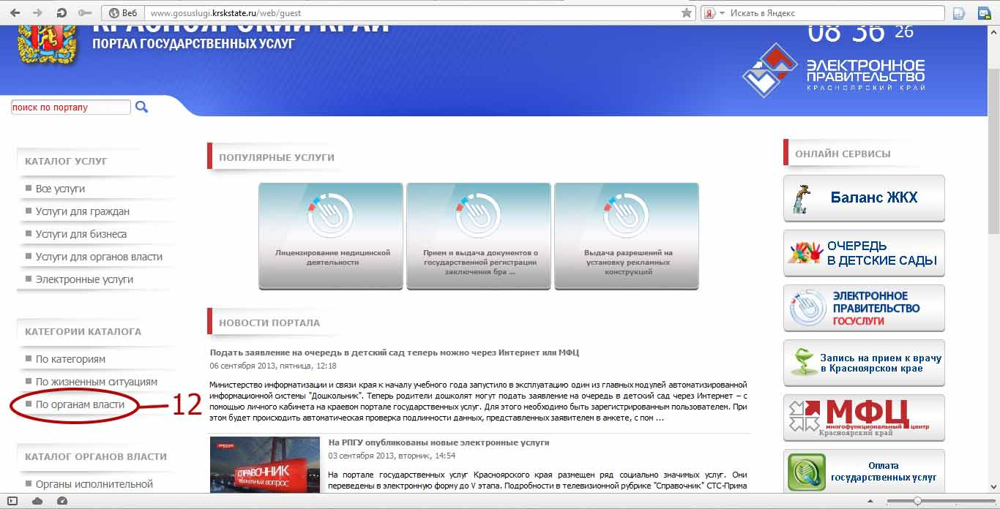 Веб
www.gosuslugi.krskstate.ru/web/guest
Искать в Яндекс
КРАСНОЯРСКИЙ КРАЙ
ПОРТАЛ ГОСУДАРСТВЕННЫХ УСЛУГ
08 36 26
ЭЛЕКТРОННОЕ
ПРАВИТЕЛЬСТВО
КРАСНОЯРСКИЙ КРАЙ
поиск по порталу
КАТАЛОГ УСЛУГ
Все услуги
Услуги для граждан
Услуги для бизнеса
Услуги для органов власти
Электронные услуги
КАТЕГОРИИ КАТАЛОГА
По категориям
По жизненным ситуациям
По органам власти
12
КАТАЛОГ ОРГАНОВ ВЛАСТИ
Органы исполнительной
ПОПУЛЯРНЫЕ УСЛУГИ
Лицензирование медицинской
деятельности
Прием и выдача документов о
государственной регистрации
заключения бра ...
Выдача разрешений на
установку рекламных
конструкций
НОВОСТИ ПОРТАЛА
Подать заявление на очередь в детский сад теперь можно через Интернет или МФЦ
06 сентября 2013, пятница, 12:18
Министерство информатизации и связи края к началу учебного года запустило в эксплуатацию один из главных модулей автоматизированной
информационной системы "Дошкольник". Теперь родители дошколят могут подать заявление на очередь в детский сад через Интернет – с
помощью личного кабинета на краевом портале государственных услуг. Для этого необходимо быть зарегистрированным пользователем. При
этом будет происходить автоматическая проверка подлинности данных, представленных заявителем в анкете, с пом ...
СПРАВОЧНИК
вопрос
На РПГУ опубликованы новые электронные услуги
03 сентября 2013, вторник, 14:54
На портале государственных услуг Красноярского края размещен ряд социально значимых услуг. Они
переведены в электронную форму до V этапа. Подробности в телевизионной рубрике "Справочник" СТС-Прима
ОНЛАЙН СЕРВИСЫ
Баланс ЖКХ
ОЧЕРЕДЬ
В ДЕТСКИЕ САДЫ
ЭЛЕКТРОННОЕ
ПРАВИТЕЛЬСТВО
ГОСУСЛУГИ
Запись на прием к врачу
в Красноярском крае
МФЦ
многофункциональный центр
Красноярский край
Оплата
государственных услуг